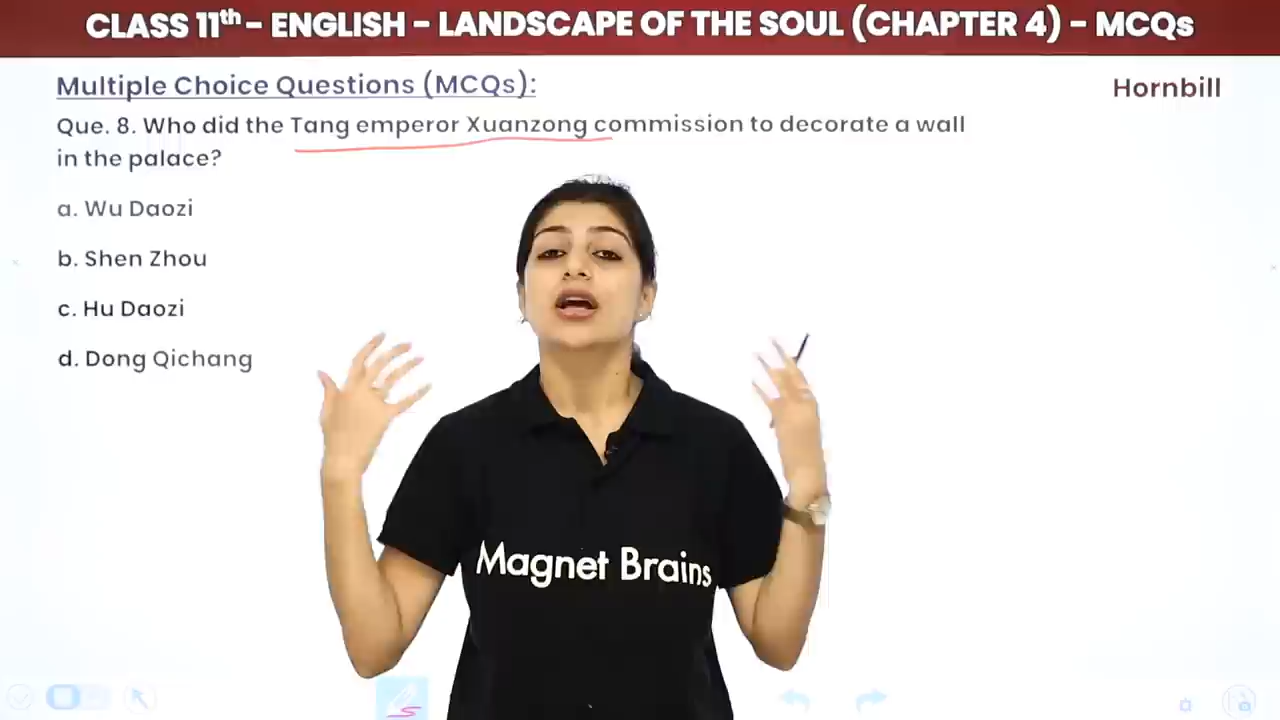 CLASS 11th – ENGLISH – LANDSCAPE OF THE SOUL (CHAPTER 4) – MCQs
Multiple Choice Questions (MCQs):
Hornbill
Que. 8. Who did the Tang emperor Xuanzong commission to decorate a wall
in the palace?
a. Wu Daozi
b. Shen Zhou
c. Hu Daozi
d. Dong Qichang
Magnet Brains